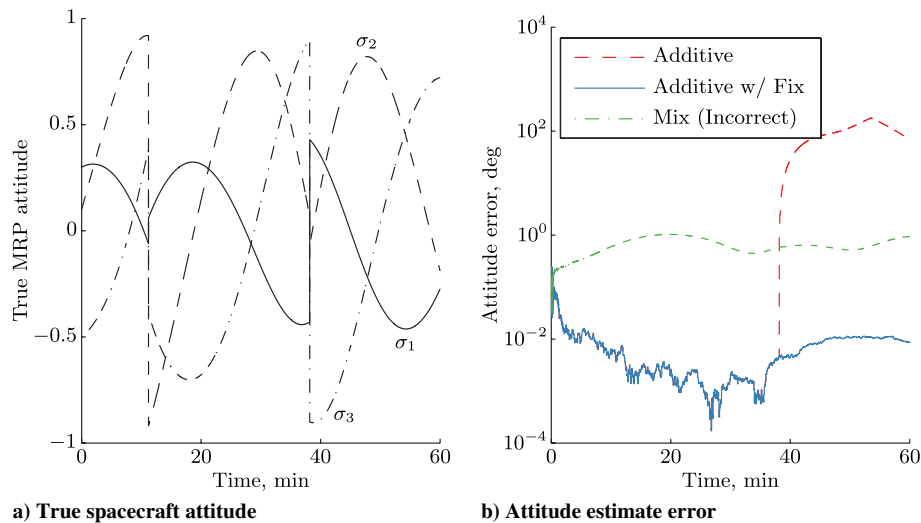 1
0.5
0
−0.5
−1
True MRP attitude
σ2
σ1
σ3
0
20
40
60
Time, min
a) True spacecraft attitude
10^4
10^2
10^0
10^−2
10^−4
Attitude error, deg
Additive
Additive w/ Fix
Mix (Incorrect)
0
20
40
60
Time, min
b) Attitude estimate error